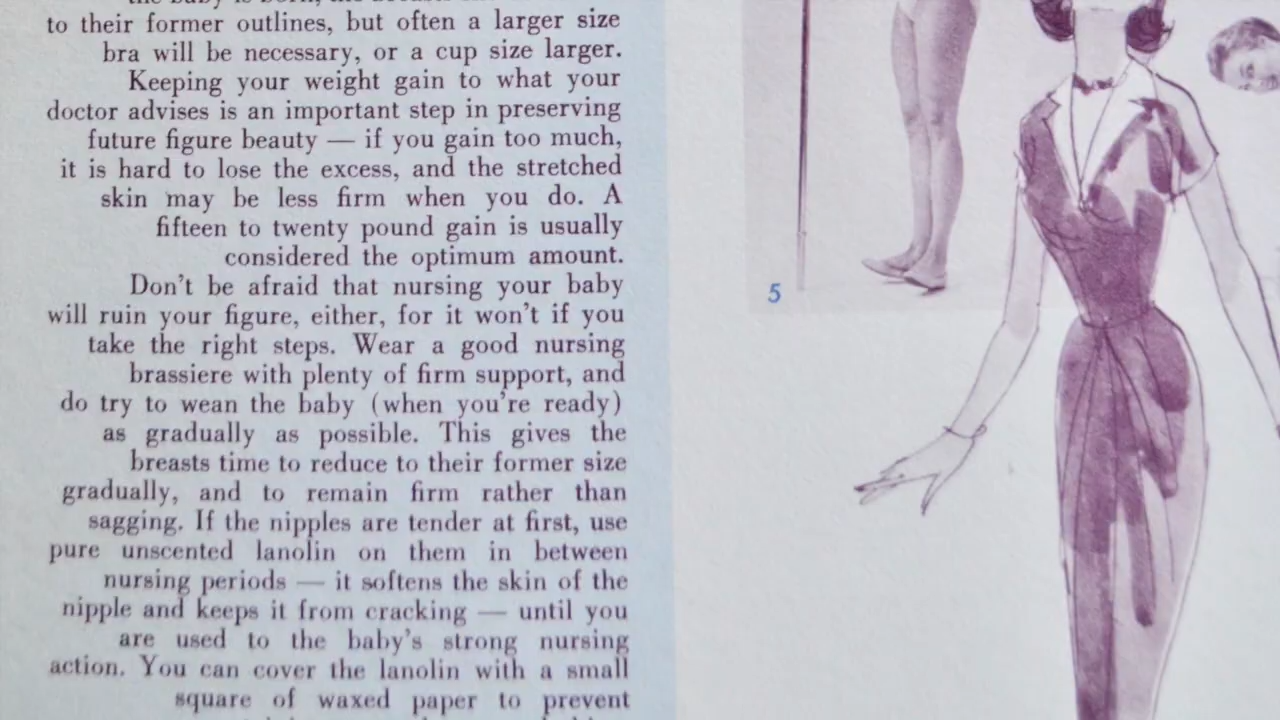 to their former outlines, but often a larger size
bra will be necessary, or a cup size larger.
Keeping your weight gain to what your
doctor advises is an important step in preserving
future figure beauty — if you gain too much,
it is hard to lose the excess, and the stretched
skin may be less firm when you do. A
fifteen to twenty pound gain is usually
considered the optimum amount.
Don't be afraid that nursing your baby
will ruin your figure, either, for it won't if you
take the right steps. Wear a good nursing
brassiere with plenty of firm support, and
do try to wean the baby (when you're ready)
as gradually as possible. This gives the
breasts time to reduce to their former size
gradually, and to remain firm rather than
sagging. If the nipples are tender at first, use
pure unscented lanolin on them in between
nursing periods — it softens the skin of the
nipple and keeps it from cracking — until you
are used to the baby's strong nursing
action. You can cover the lanolin with a small
square of waxed paper to prevent
5